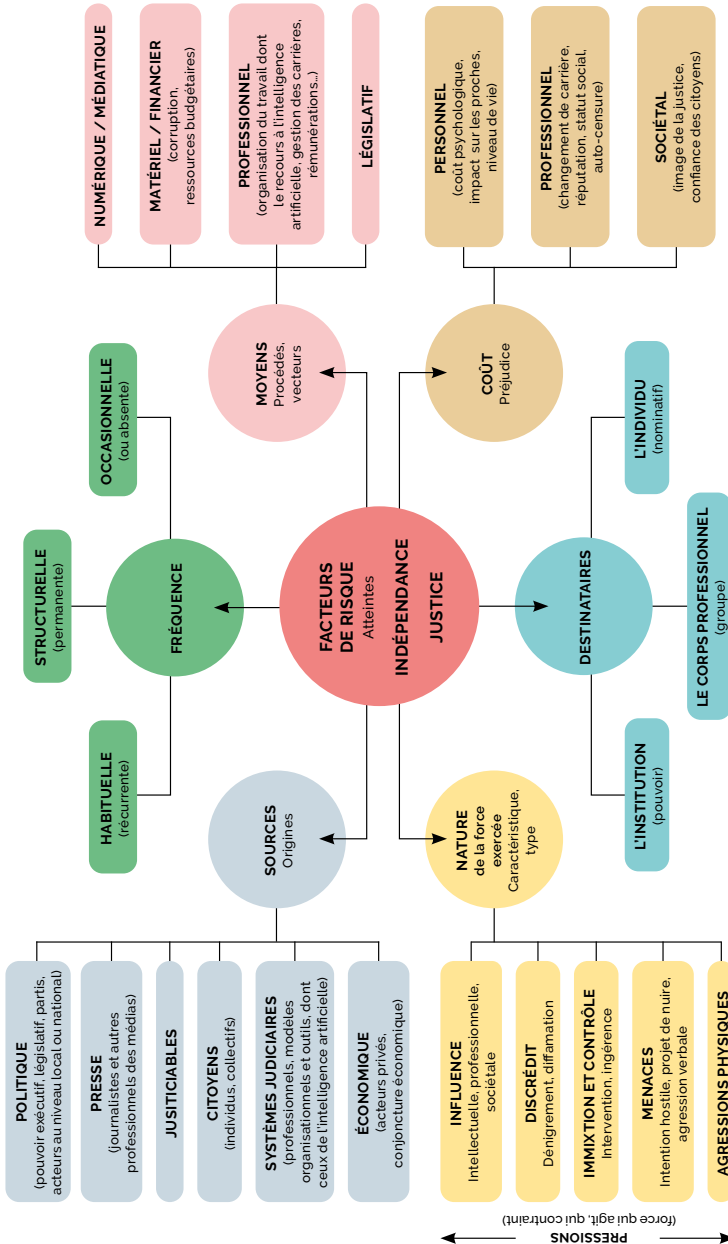 POLITIQUE
(pouvoir exécutif, législatif, partis,
acteurs au niveau local ou national)
PRESSE
(journalistes et autres
professionnels des médias)
JUSITICIABLES
CITOYENS
(individus, collectifs)
SYSTÈMES JUDICIAIRES
(professionnels, modèles
organisationnels et outils, dont
ceux de l'intelligence artificielle)
ÉCONOMIQUE
(acteurs privés,
conjoncture économique)
SOURCES
Origines
HABITUELLE
(récurrente)
STRUCTURELLE
(permanente)
OCCASIONNELLE
(ou absente)
FRÉQUENCE
MOYENS
Procédés,
vecteurs
NUMÉRIQUE / MÉDIATIQUE
MATÉRIEL / FINANCIER
(corruption,
ressources budgétaires)
PROFESSIONNEL
(organisation du travail dont
le recours à l'intelligence
artificielle, gestion des carrières,
rémunérations…)
LÉGISLATIF
FACTEURS
DE RISQUE
Atteintes
INDÉPENDANCE
JUSTICE
PRESSIONS
(force qui agit, qui contraint)
INFLUENCE
Intellectuelle, professionnelle,
sociétale
DISCRÉDIT
Dénigrement, diffamation
IMMIXTION ET CONTRÔLE
Intervention, ingérence
MENACES
Intention hostile, projet de nuire,
agression verbale
AGRESSIONS PHYSIQUES
NATURE
de la force
exercée
Caractéristique,
type
DESTINATAIRES
L'INSTITUTION
(pouvoir)
LE CORPS PROFESSIONNEL
(groupe)
L'INDIVIDU
(nominatif)
COÛT
Préjudice
PERSONNEL
(coût psychologique,
impact sur les proches,
niveau de vie)
PROFESSIONNEL
(changement de carrière,
réputation, statut social,
auto-censure)
SOCIÉTAL
(image de la justice,
confiance des citoyens)